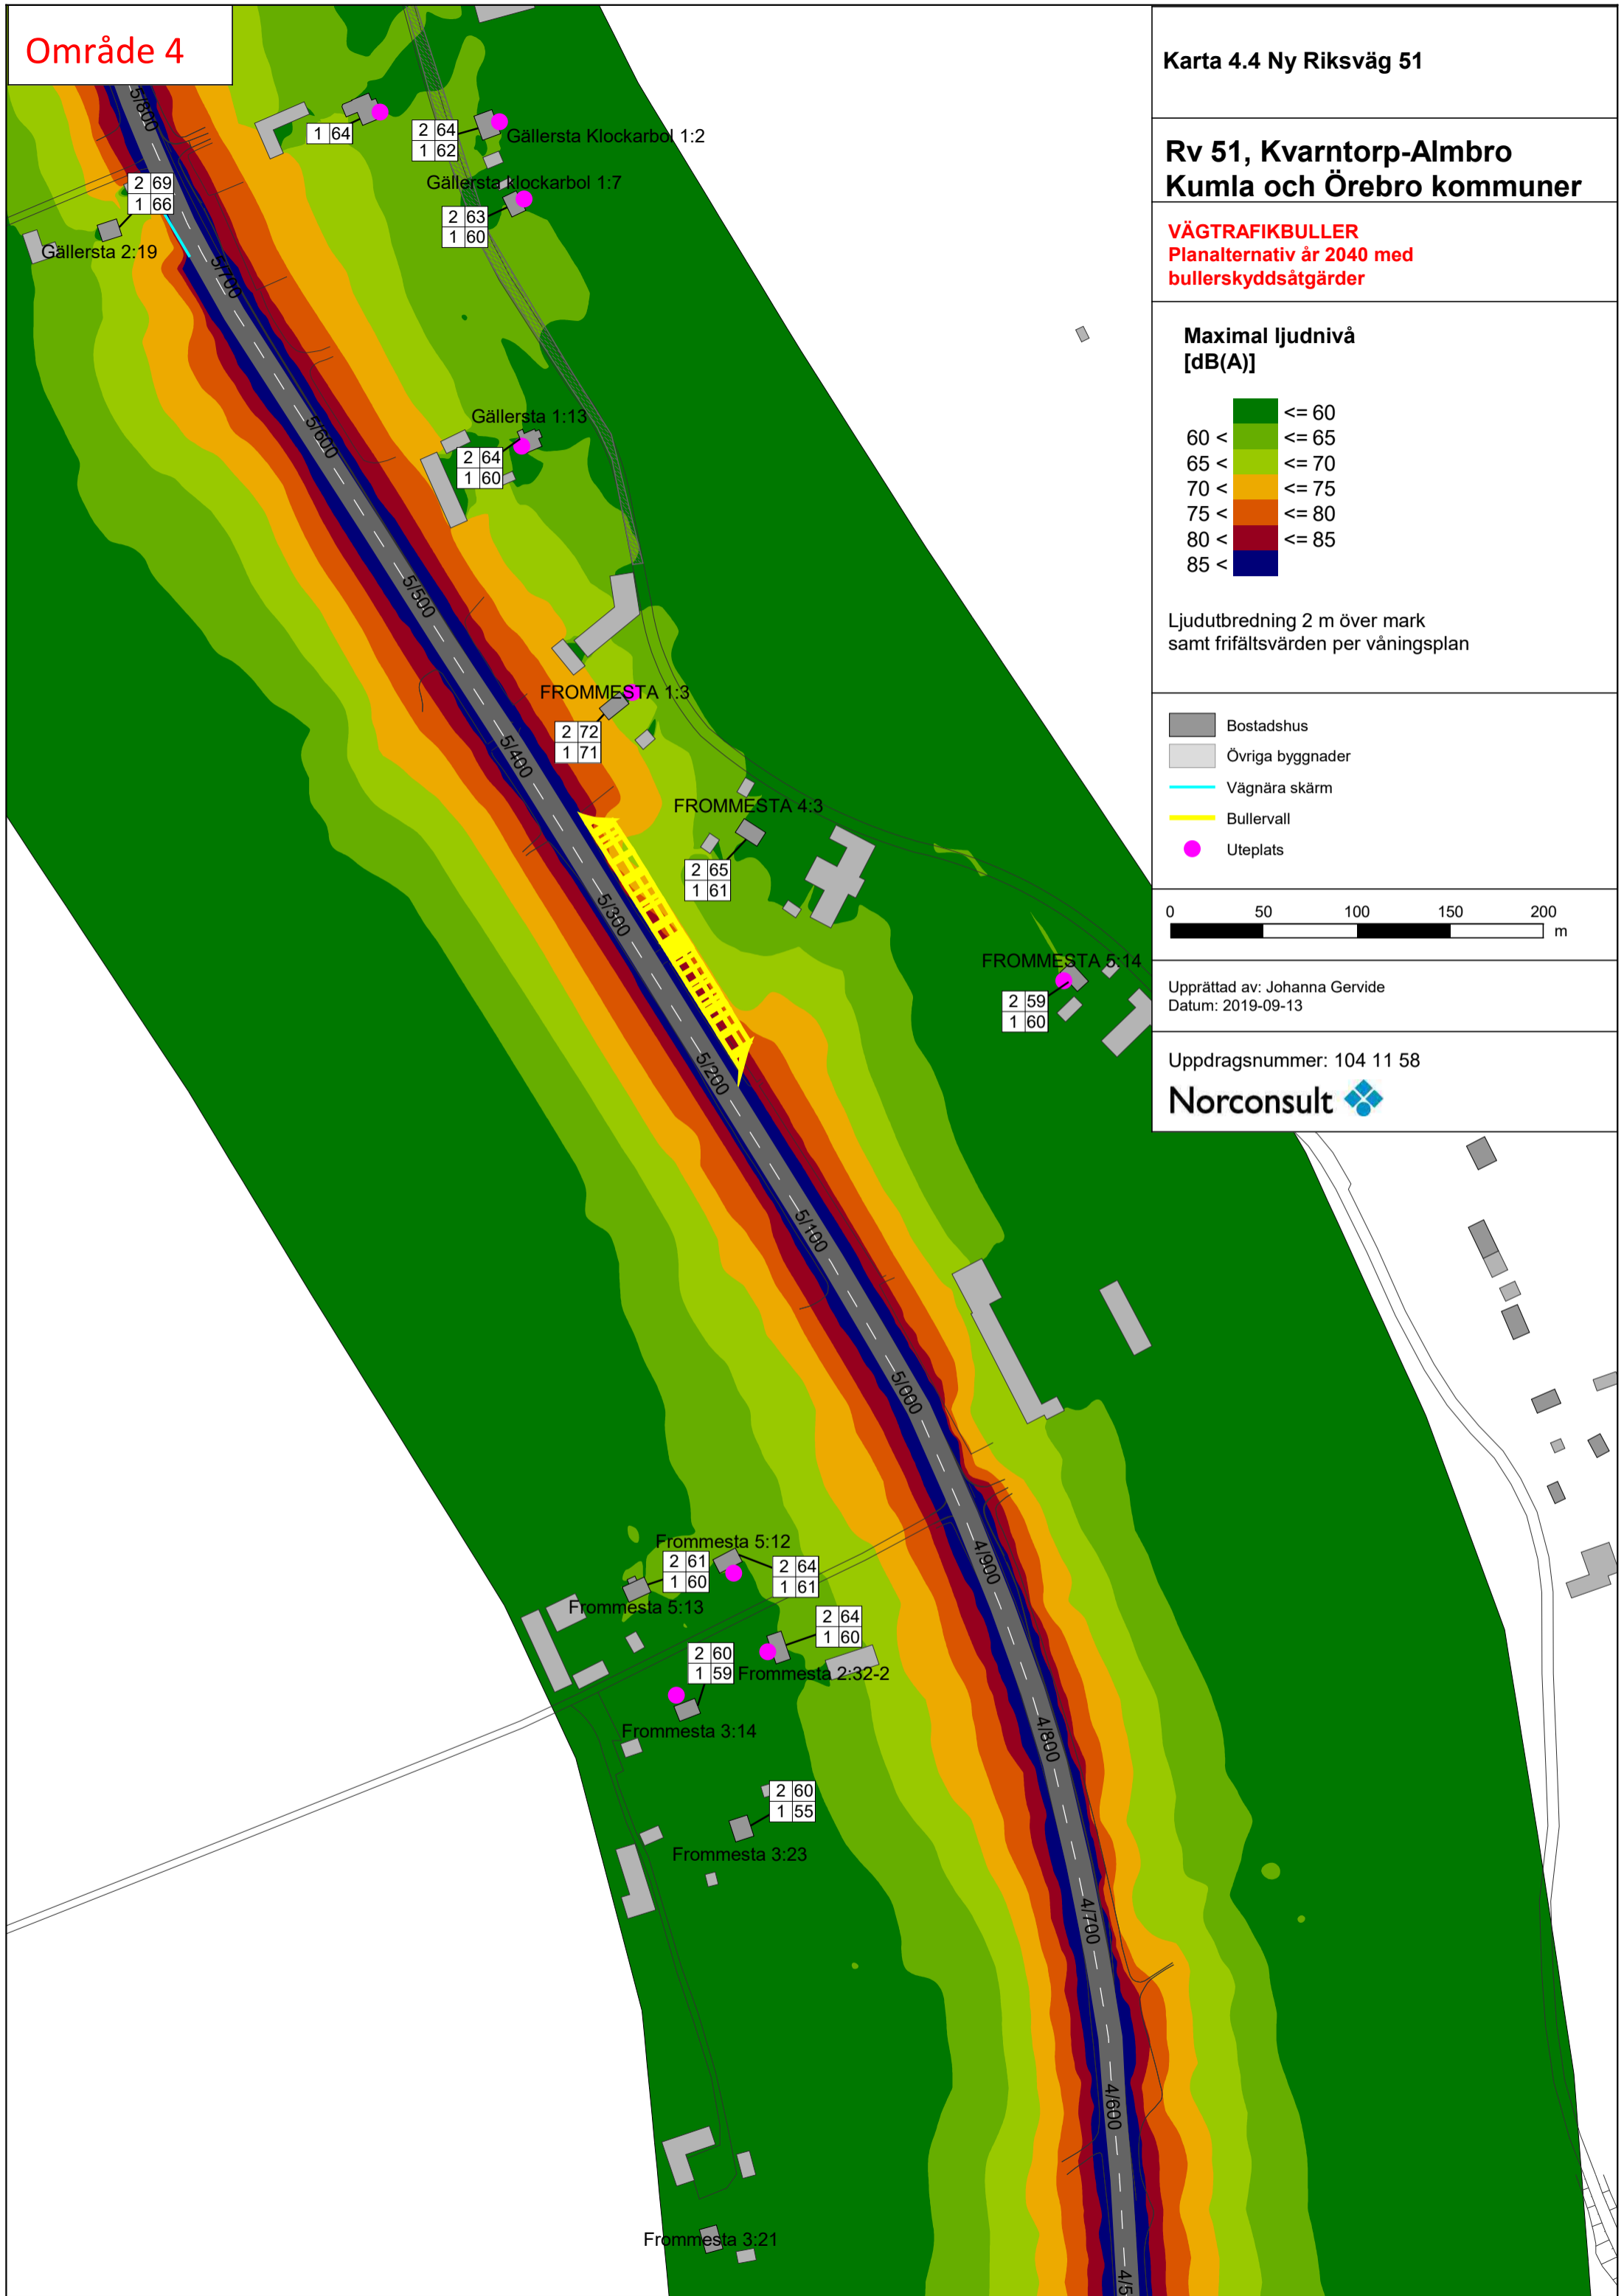 Område 4
Karta 4.4 Ny Riksväg 51
Rv 51, Kvarntorp-Almbro
Kumla och Örebro kommuner
VÄGTRAFIKBULLER
Planalternativ år 2040 med
bullerskyddsåtgärder
Maximal ljudnivå
[dB(A)]
<= 60
60 < <= 65
65 < <= 70
70 < <= 75
75 < <= 80
80 < <= 85
85 <
Ljudutbredning 2 m över mark
samt frifältsvärden per våningsplan
Bostadshus
Övriga byggnader
Vägnära skärm
Bullervall
Uteplats
0 50 100 150 200
m
Upprättad av: Johanna Gervide
Datum: 2019-09-13
Uppdragsnummer: 104 11 58
Norconsult
5/800
1 64
2 64
1 62
Gällersta Klockarbol 1:2
Gällersta klockarbol 1:7
2 63
1 60
2 69
1 66
Gällersta 2:19
5/700
Gällersta 1:13
2 64
1 60
5/600
5/500
FROMMESTA 1:3
2 72
1 71
5/400
FROMMESTA 4:3
2 65
1 61
5/300
FROMMESTA 5:14
2 59
1 60
5/200
5/100
5/000
4/900
Frommesta 5:12
2 61
1 60
2 64
1 61
Frommesta 5:13
2 64
1 60
Frommesta 2:32-2
2 60
1 59
Frommesta 3:14
4/800
2 60
1 55
Frommesta 3:23
4/700
4/600
Frommesta 3:21
4/5